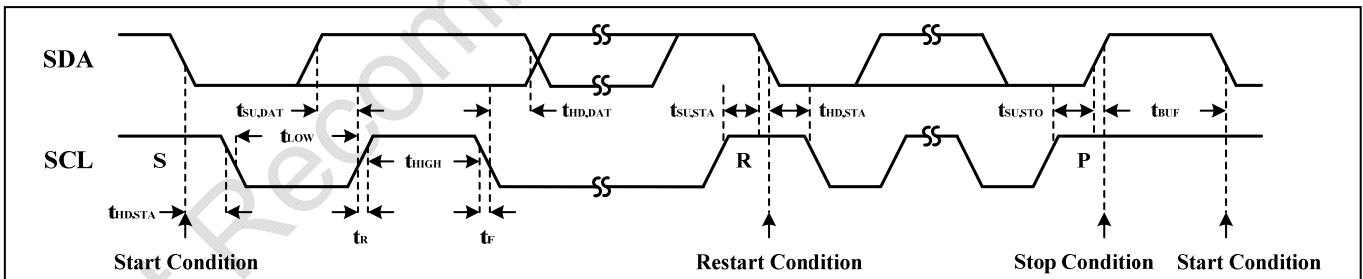 SDA
tSU,DAT
tHD,DAT
tSU,STA
tHD,STA
tSU,STO
tBUF
tLOW
SCL
S
tHIGH
R
P
tHD,STA
tR
tF
Start Condition
Restart Condition
Stop Condition
Start Condition